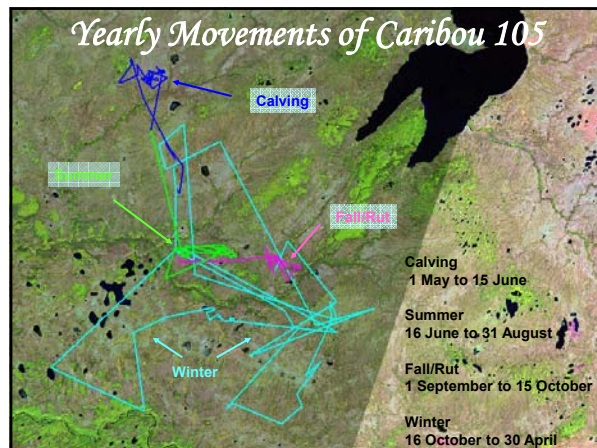 Yearly Movements of Caribou 105
Calving
Summer
Fall/Rut
Winter
Calving
1 May to 15 June
Summer
16 June to 31 August
Fall/Rut
1 September to 15 October
Winter
16 October to 30 April